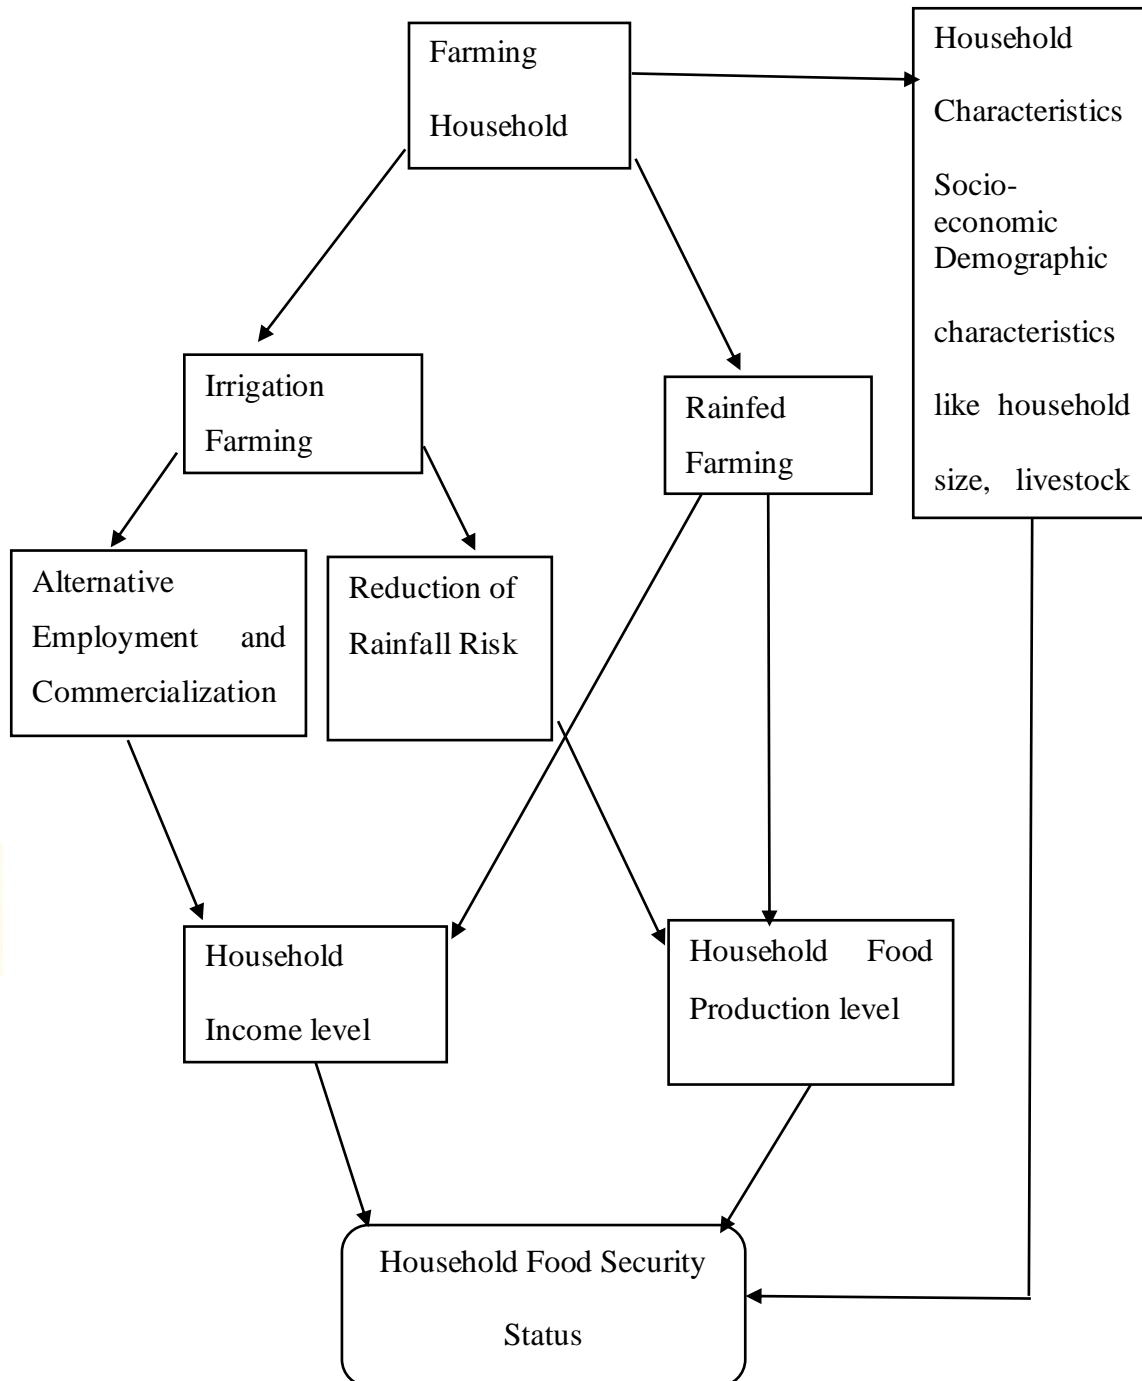 Farming
Household
Household
Characteristics
Socio-
economic
Demographic
characteristics
like household
size, livestock
Irrigation
Farming
Rainfed
Farming
Alternative
Employment and
Commercialization
Reduction of
Rainfall Risk
Household
Income level
Household Food
Production level
Household Food Security
Status